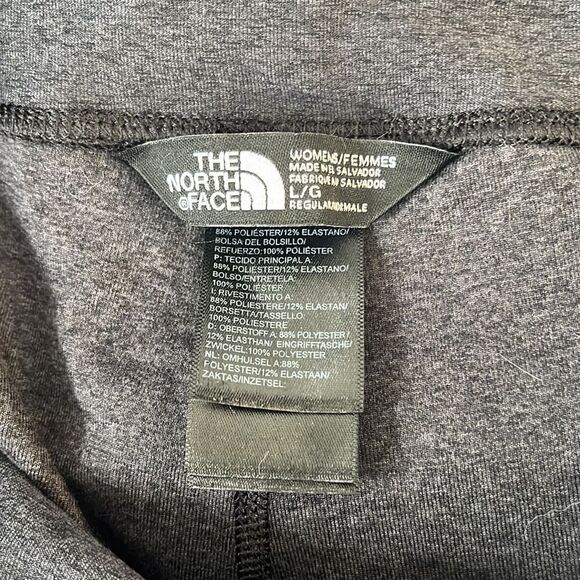 THE
NORTH
FACE
WOMENS/FEMMES
MADE IN EL SALVADOR
FABRIQUÉ EN SALVADOR
L/G
REGULAR/NORMALE
88% POLIÉSTER/12% ELASTANO/
BOLSA DEL BOLSILLO/
REFUERZO:100% POLIÉSTER
P: TECIDO PRINCIPAL A:
88% POLIÉSTER/12% ELASTANO/
BOLSO/ENTRETELA:
100% POLIÉSTER
I: RIVESTIMENTO A:
88% POLIESTERE/12% ELASTAN/
BORSETTA/TASSELLO:
100% POLIESTERE
D: OBERSTOFF A: 88% POLYESTER /
12% ELASTHAN/ EINGRIFFTASCHE/
ZWICKEL:100% POLYESTER
NL: OMHULSEL A:88%
POLYESTER/12% ELASTAAN/
ZAKTAS/INZETSEL: